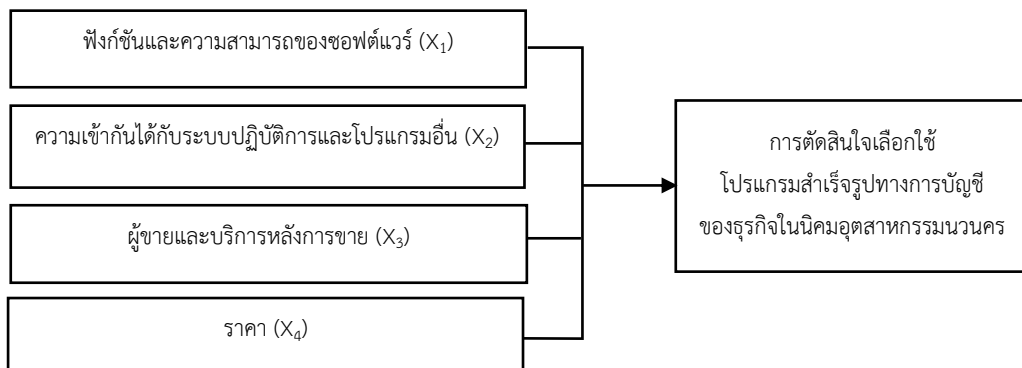 ฟังก์ชันและความสามารถของซอฟต์แวร์ (X₁)
ความเข้ากันได้กับระบบปฏิบัติการและโปรแกรมอื่น (X₂)
ผู้ขายและบริการหลังการขาย (X₃)
ราคา (X₄)
การตัดสินใจเลือกใช้
โปรแกรมสำเร็จรูปทางการบัญชี
ของธุรกิจในนิคมอุตสาหกรรมนวนคร